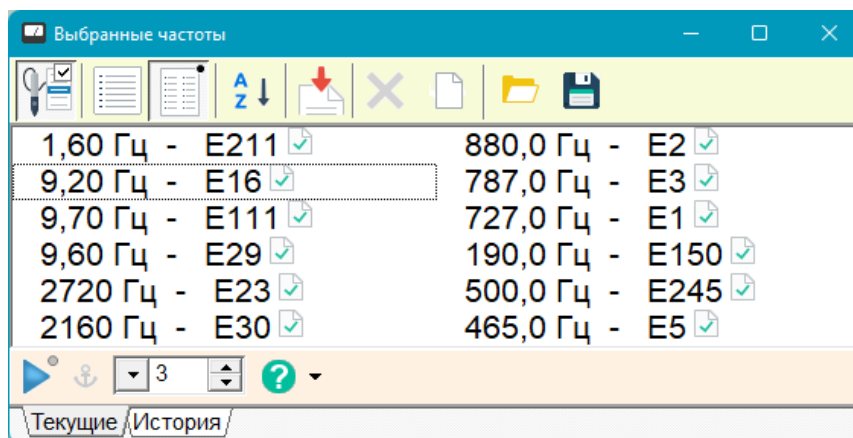 Выбранные частоты
A
Z
1,60 Гц - E211
9,20 Гц - E16
9,70 Гц - E111
9,60 Гц - E29
2720 Гц - E23
2160 Гц - E30
880,0 Гц - E2
787,0 Гц - E3
727,0 Гц - E1
190,0 Гц - E150
500,0 Гц - E245
465,0 Гц - E5
3
?
Текущие
История